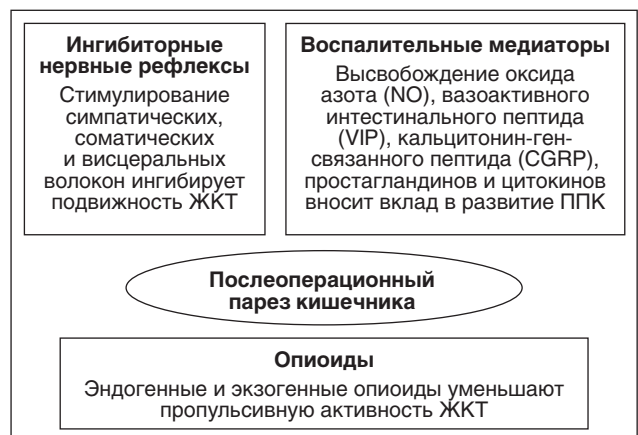 Ингибиторные
нервные рефлексы
Стимулирование
симпатических,
соматических
и висцеральных
волокон ингибирует
подвижность ЖКТ
Воспалительные медиаторы
Высвобождение оксида
азота (NO), вазоактивного
интестинального пептида
(VIP), кальцитонин-ген-
связанного пептида (CGRP),
простагландинов и цитокинов
вносит вклад в развитие ППК
Послеоперационный
парез кишечника
Опиоиды
Эндогенные и экзогенные опиоиды уменьшают
пропульсивную активность ЖКТ